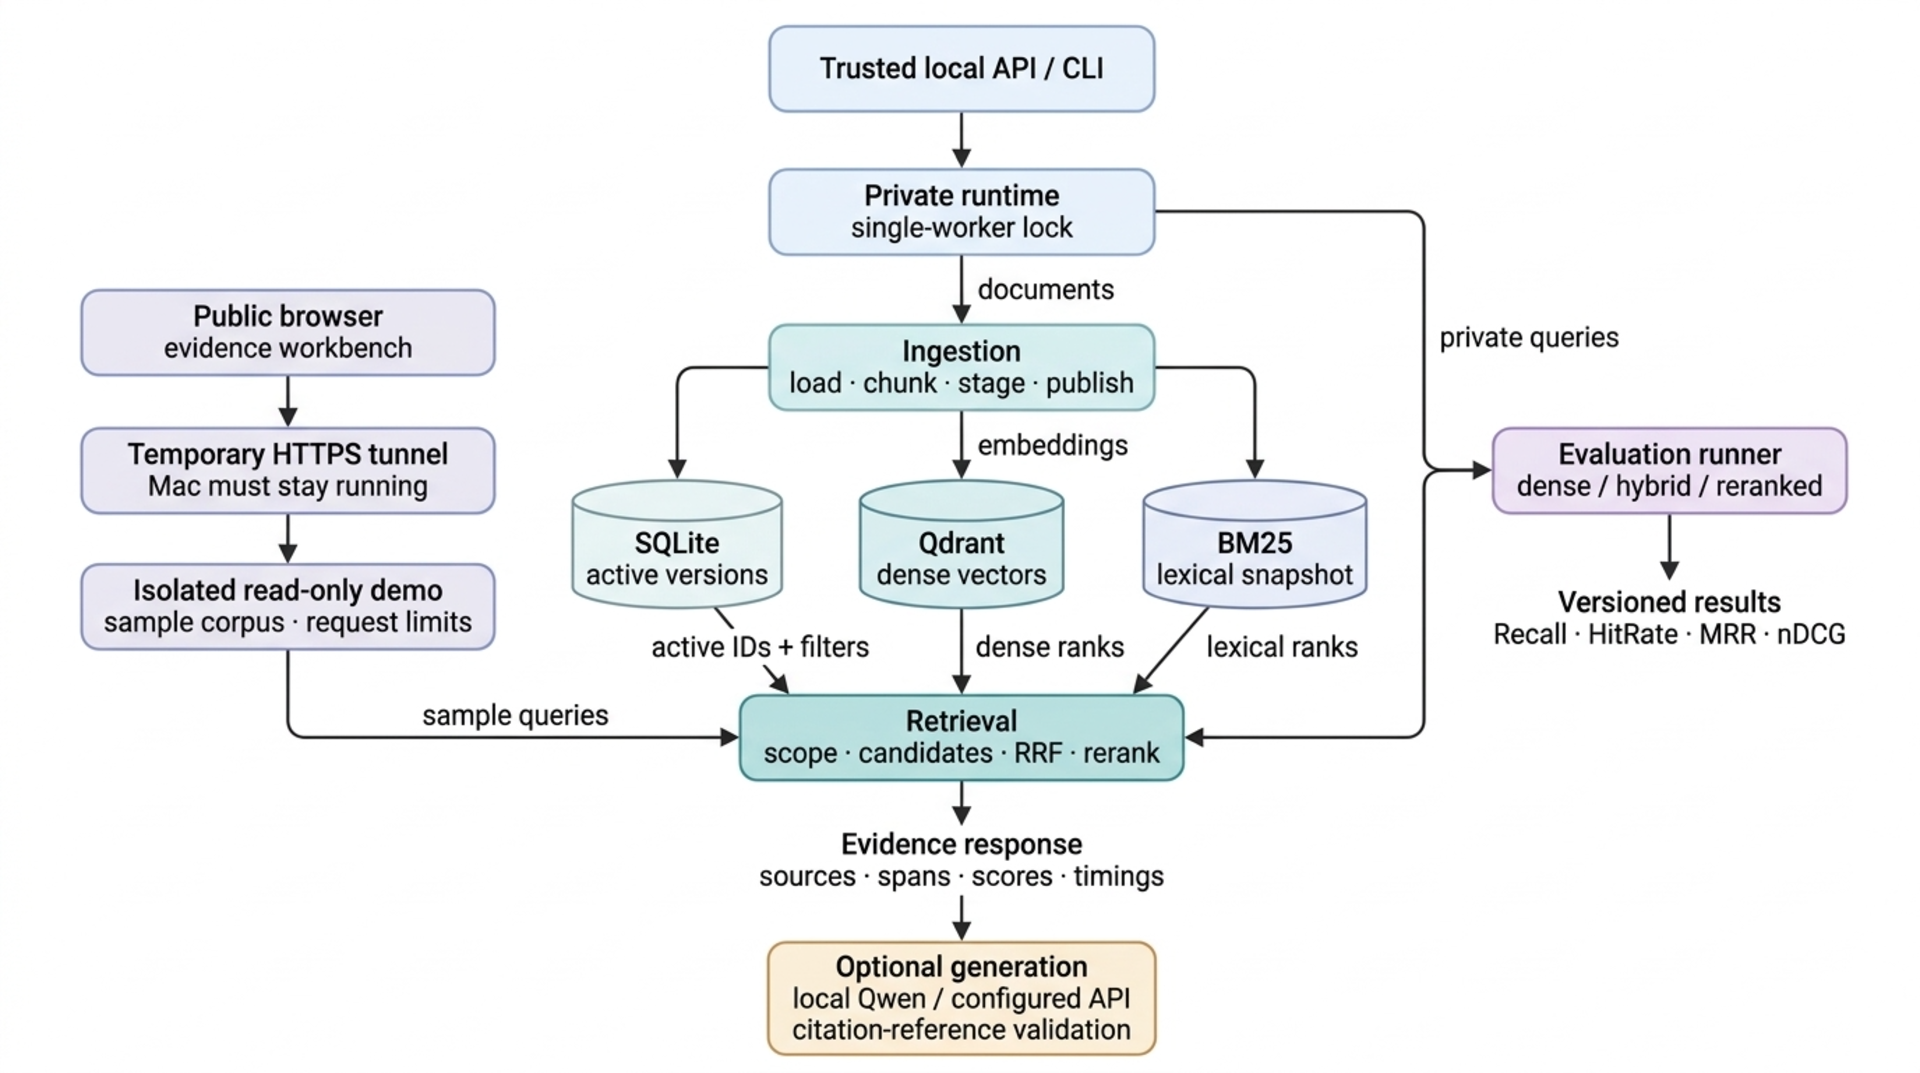 Trusted local API / CLI
Private runtime
single-worker lock
documents
Public browser
evidence workbench
Ingestion
load · chunk · stage · publish
private queries
Temporary HTTPS tunnel
Mac must stay running
embeddings
Evaluation runner
dense / hybrid / reranked
SQLite
active versions
Qdrant
dense vectors
BM25
lexical snapshot
Isolated read-only demo
sample corpus · request limits
Versioned results
Recall · HitRate · MRR · nDCG
active IDs + filters
dense ranks
lexical ranks
sample queries
Retrieval
scope · candidates · RRF · rerank
Evidence response
sources · spans · scores · timings
Optional generation
local Qwen / configured API
citation-reference validation